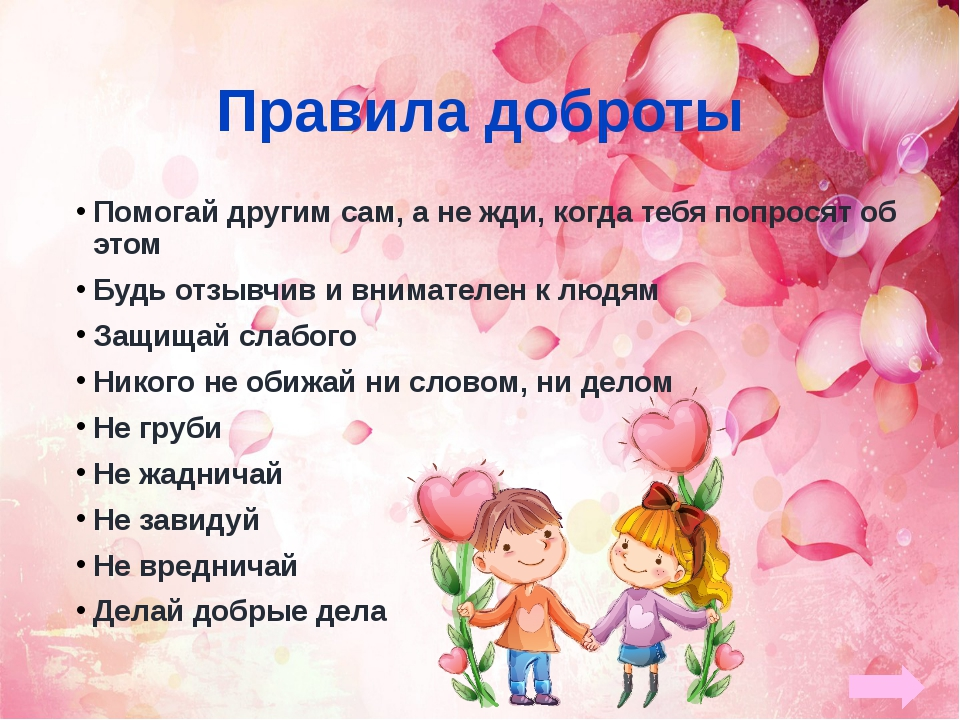 Правила доброты
• Помогай другим сам, а не жди, когда тебя попросят об
этом
• Будь отзывчив и внимателен к людям
• Защищай слабого
• Никого не обижай ни словом, ни делом
• Не груби
• Не жадничай
• Не завидуй
• Не вредничай
• Делай добрые дела